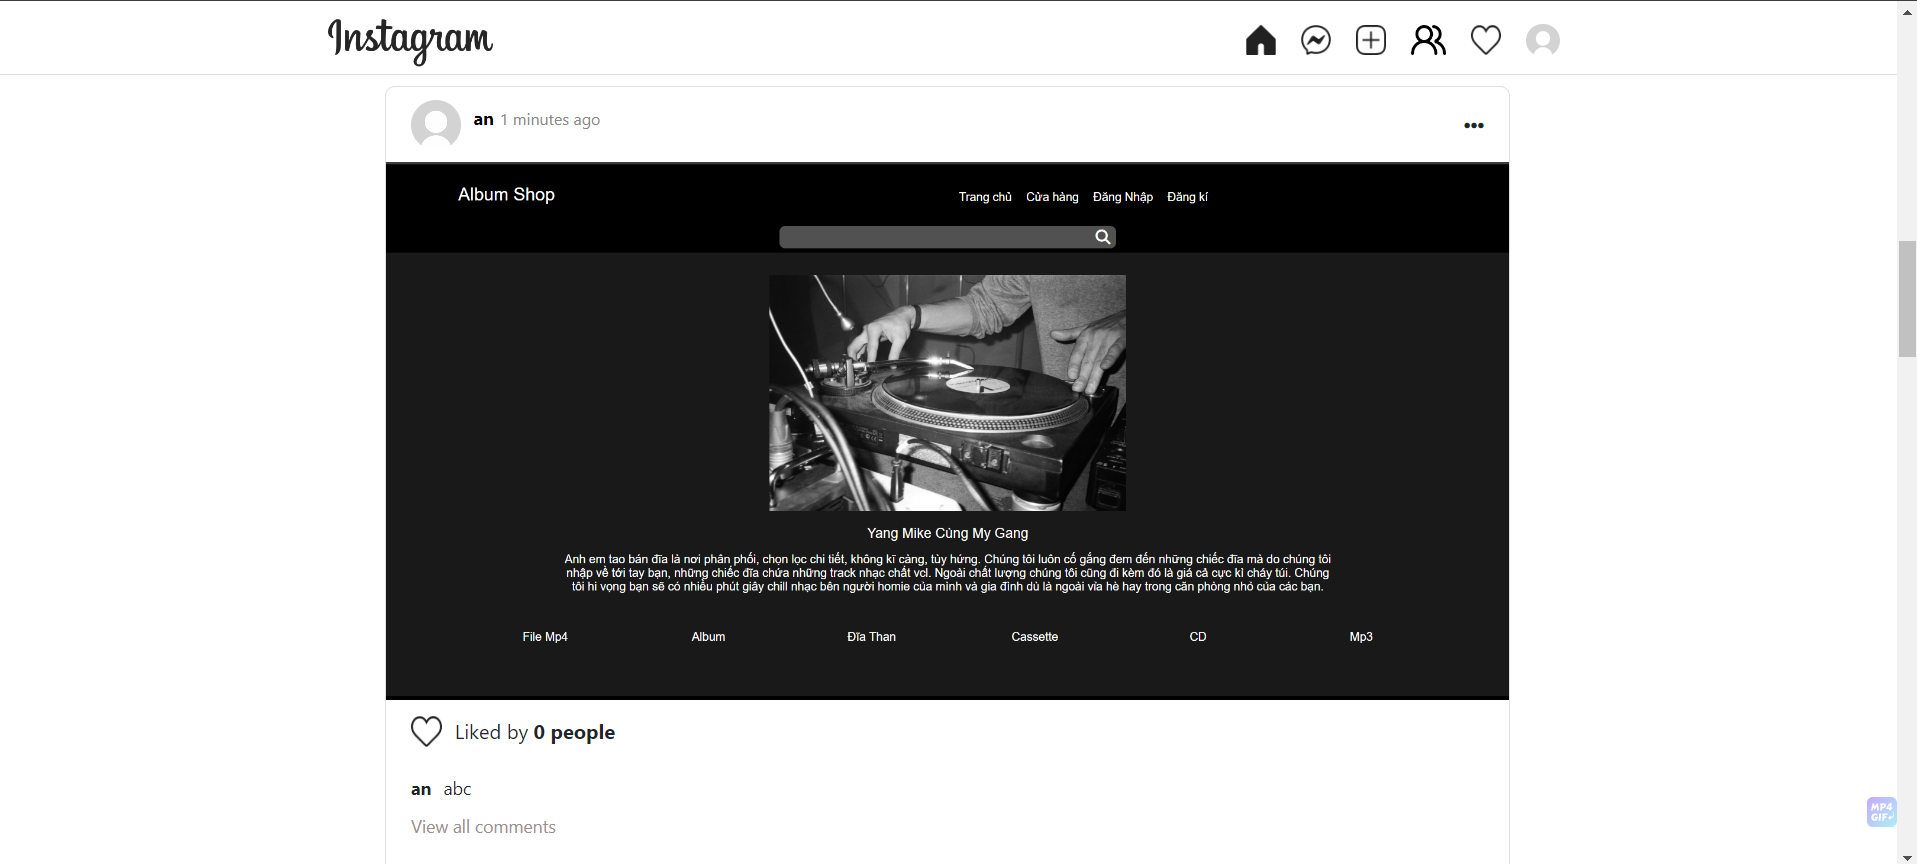 Instagram
an 1 minutes ago
Album Shop
Trang chủ Cửa hàng Đăng Nhập Đăng kí
Yang Mike Cùng My Gang
Anh em tao bán đĩa là nơi phân phối, chọn lọc chi tiết, không kĩ càng, tùy hứng. Chúng tôi luôn cố gắng đem đến những chiếc đĩa mà do chúng tôi
nhập về tới tay bạn, những chiếc đĩa chứa những track nhạc chất vcl. Ngoài chất lượng chúng tôi cũng đi kèm đó là giá cả cực kì cháy túi. Chúng
tôi hi vọng bạn sẽ có nhiều phút giây chill nhạc bên người homie của mình và gia đình dù là ngoài vỉa hè hay trong căn phòng nhỏ của các bạn.
File Mp4 Album Đĩa Than Cassette CD Mp3
Liked by 0 people
an abc
View all comments
MP4
GIF